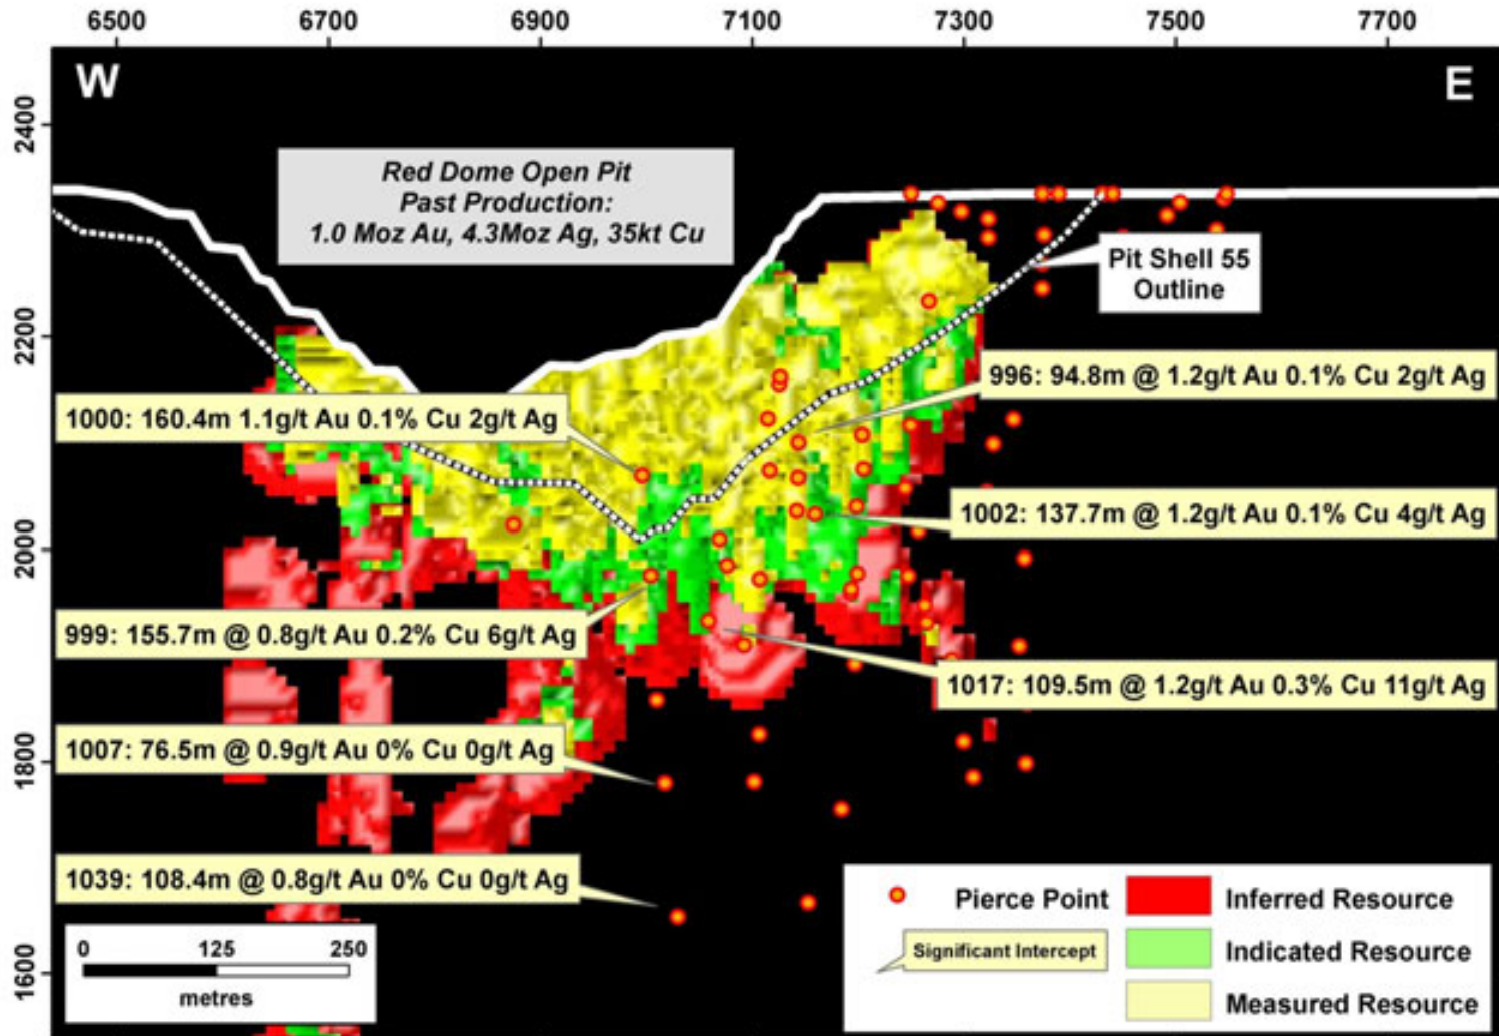 6500 6700 6900 7100 7300 7500 7700
W
E
2400
2200
2000
1800
1600
Red Dome Open Pit
Past Production:
1.0 Moz Au, 4.3Moz Ag, 35kt Cu
Pit Shell 55
Outline
996: 94.8m @ 1.2g/t Au 0.1% Cu 2g/t Ag
1000: 160.4m 1.1g/t Au 0.1% Cu 2g/t Ag
1002: 137.7m @ 1.2g/t Au 0.1% Cu 4g/t Ag
999: 155.7m @ 0.8g/t Au 0.2% Cu 6g/t Ag
1017: 109.5m @ 1.2g/t Au 0.3% Cu 11g/t Ag
1007: 76.5m @ 0.9g/t Au 0% Cu 0g/t Ag
1039: 108.4m @ 0.8g/t Au 0% Cu 0g/t Ag
0 125 250
metres
Pierce Point
Significant Intercept
Inferred Resource
Indicated Resource
Measured Resource